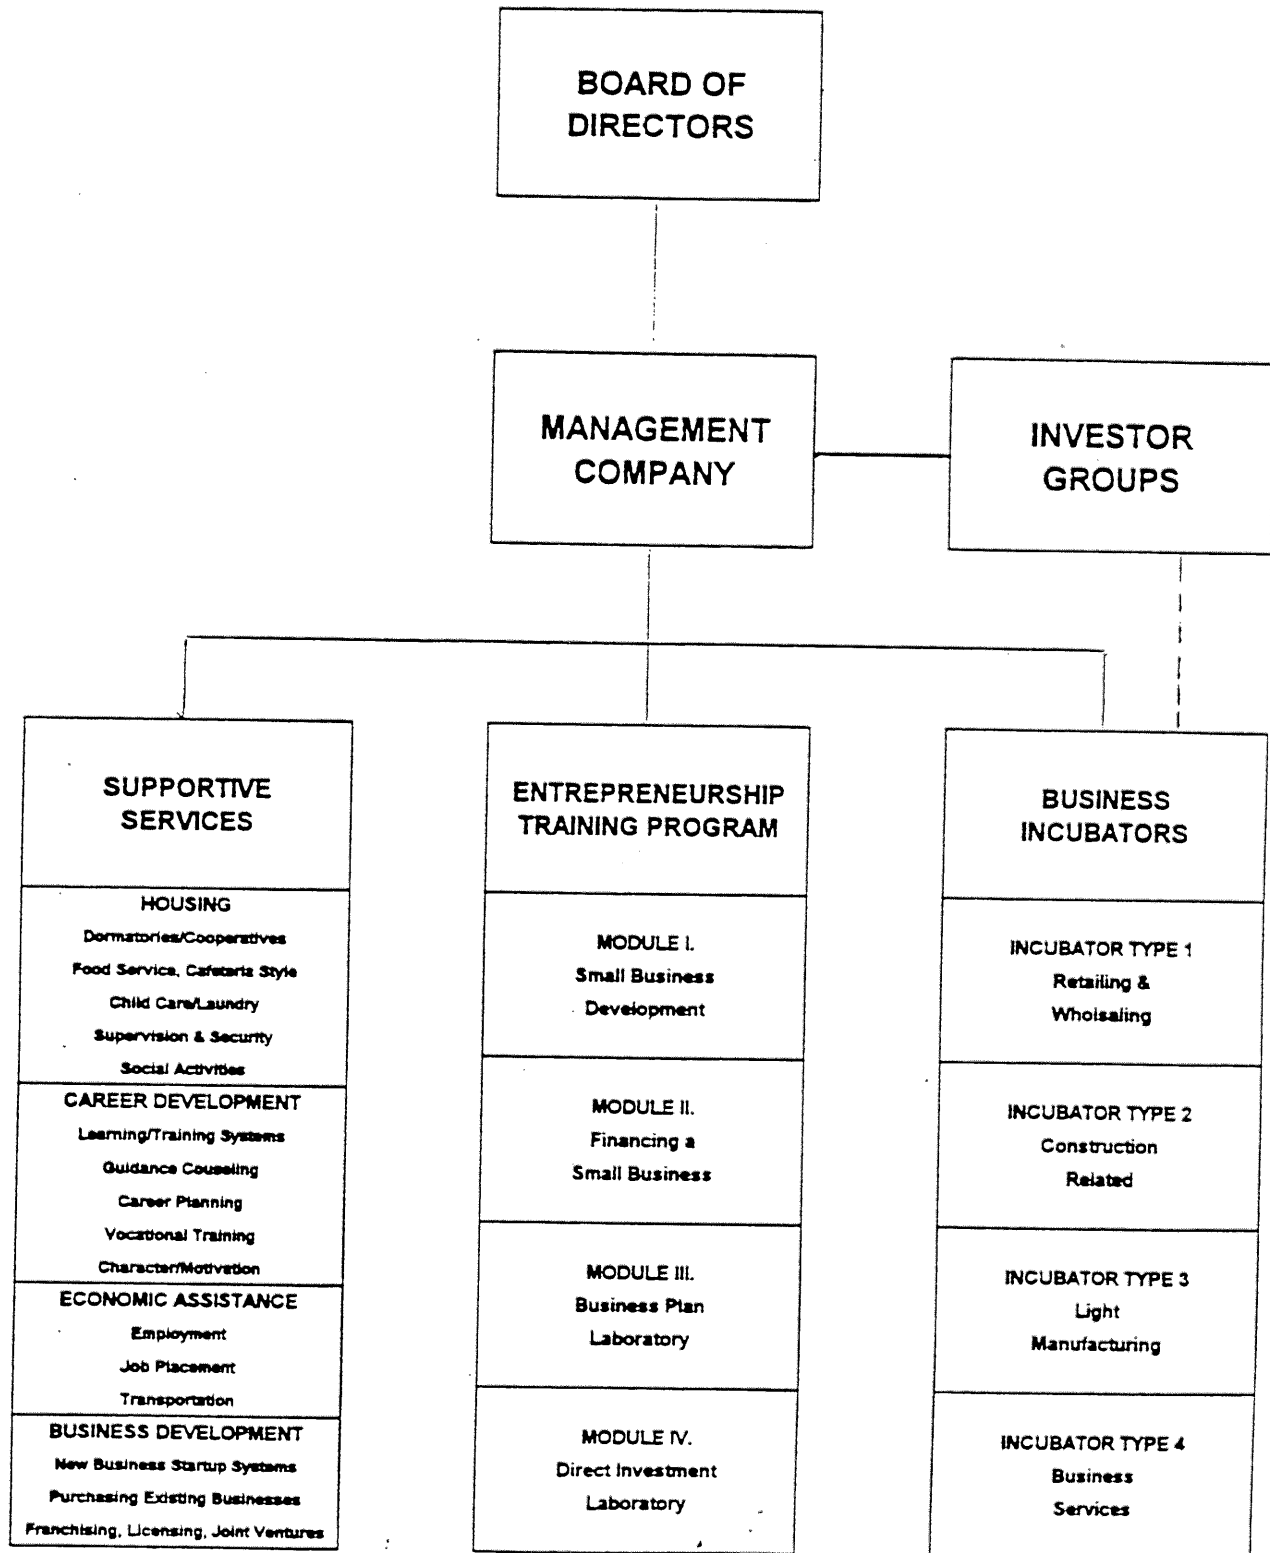 BOARD OF
DIRECTORS
MANAGEMENT
COMPANY
INVESTOR
GROUPS
SUPPORTIVE
SERVICES
HOUSING
Dormatories/Cooperatives
Food Service, Cafeteria Style
Child Care/Laundry
Supervision & Security
Social Activities
CAREER DEVELOPMENT
Learning/Training Systems
Guidance Couseling
Career Planning
Vocational Training
Character/Motivation
ECONOMIC ASSISTANCE
Employment
Job Placement
Transportation
BUSINESS DEVELOPMENT
New Business Startup Systems
Purchasing Existing Businesses
Franchising, Licensing, Joint Ventures
ENTREPRENEURSHIP
TRAINING PROGRAM
MODULE I.
Small Business
Development
MODULE II.
Financing a
Small Business
MODULE III.
Business Plan
Laboratory
MODULE IV.
Direct Investment
Laboratory
BUSINESS
INCUBATORS
INCUBATOR TYPE 1
Retailing &
Wholsaling
INCUBATOR TYPE 2
Construction
Related
INCUBATOR TYPE 3
Light
Manufacturing
INCUBATOR TYPE 4
Business
Services